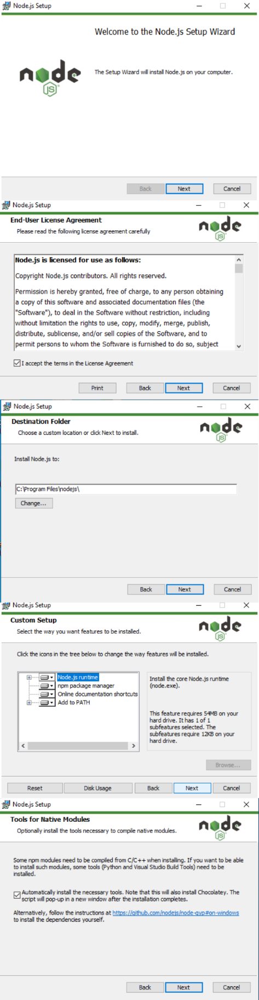 Node.js Setup
Welcome to the Node.js Setup Wizard
node
JS
The Setup Wizard will install Node.js on your computer.
Back Next Cancel
Node.js Setup
End-User License Agreement
Please read the following license agreement carefully
node
JS
Node.js is licensed for use as follows:
Copyright Node.js contributors. All rights reserved.
Permission is hereby granted, free of charge, to any person obtaining
a copy of this software and associated documentation files (the
"Software"), to deal in the Software without restriction, including
without limitation the rights to use, copy, modify, merge, publish,
distribute, sublicense, and/or sell copies of the Software, and to
permit persons to whom the Software is furnished to do so, subject
I accept the terms in the License Agreement
Print Back Next Cancel
Node.js Setup
Destination Folder
Choose a custom location or click Next to install.
node
JS
Install Node.js to:
C:\Program Files\nodejs\
Change...
Back Next Cancel
Node.js Setup
Custom Setup
Select the way you want features to be installed.
node
JS
Click the icons in the tree below to change the way features will be installed.
Node.js runtime
npm package manager
Online documentation shortcuts
Add to PATH
Install the core Node.js runtime
(node.exe).
This feature requires 54MB on your
hard drive. It has 1 of 1
subfeatures selected. The
subfeatures require 12KB on your
hard drive.
Browse...
Reset Disk Usage Back Next Cancel
Node.js Setup
Tools for Native Modules
Optionally install the tools necessary to compile native modules.
node
JS
Some npm modules need to be compiled from C/C++ when installing. If you want to be able
to install such modules, some tools (Python and Visual Studio Build Tools) need to be
installed.
Automatically install the necessary tools. Note that this will also install Chocolatey. The
script will pop-up in a new window after the installation completes.
Alternatively, follow the instructions at https://github.com/nodejs/node-gyp#on-windows
to install the dependencies yourself.
Back Next Cancel